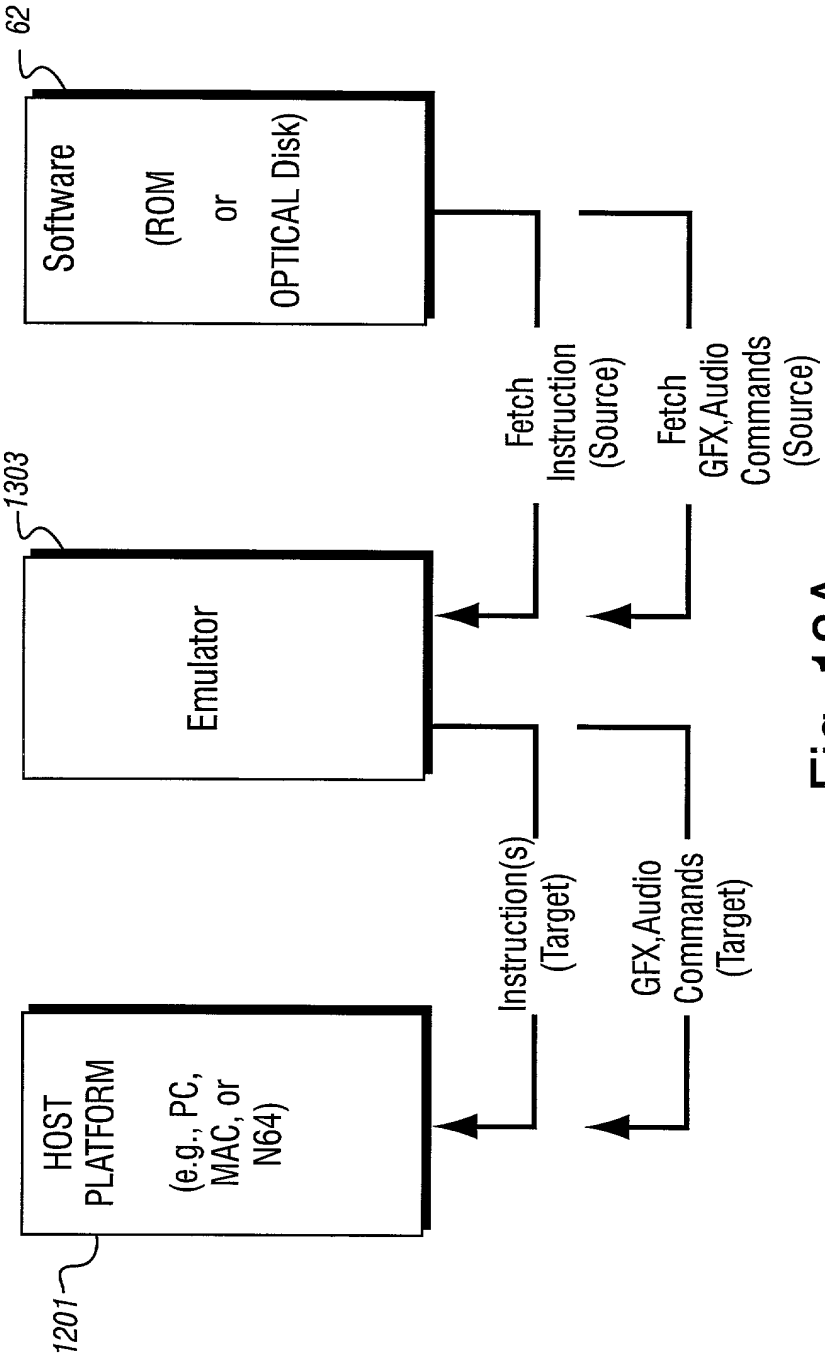 1201
HOST
PLATFORM
(e.g., PC,
MAC, or
N64)
1303
Emulator
62
Software
(ROM
or
OPTICAL Disk)
Instruction(s)
(Target)
GFX,Audio
Commands
(Target)
Fetch
Instruction
(Source)
Fetch
GFX,Audio
Commands
(Source)
Fig.